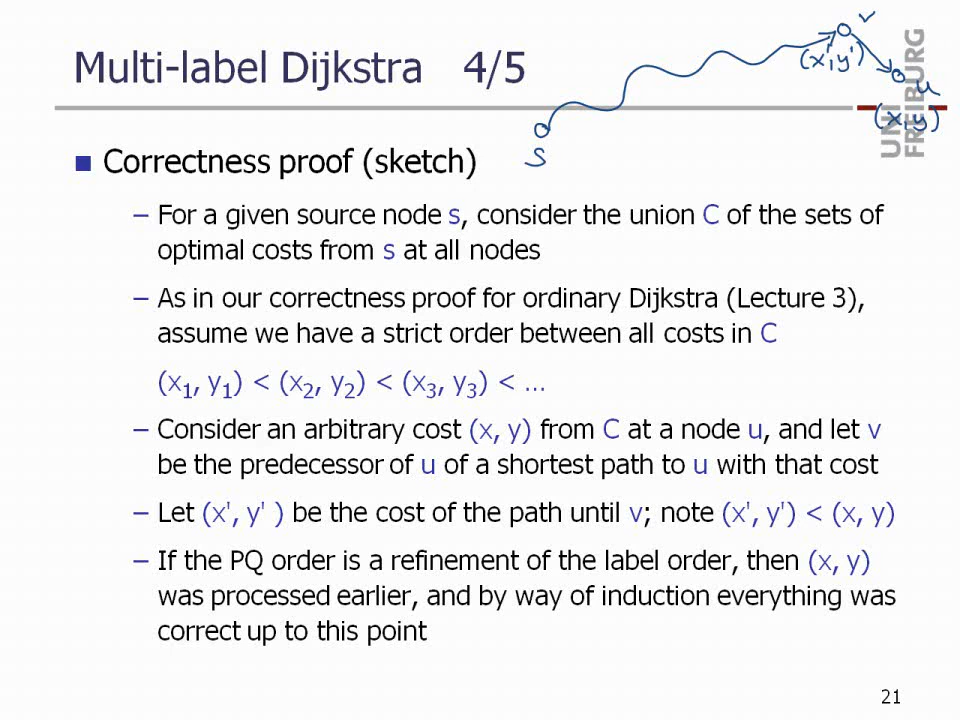 Multi-label Dijkstra 4/5
v
(x', y')
u
(x, y)
s
UNI
FREIBURG
■ Correctness proof (sketch)
– For a given source node s, consider the union C of the sets of
optimal costs from s at all nodes
– As in our correctness proof for ordinary Dijkstra (Lecture 3),
assume we have a strict order between all costs in C
(x₁, y₁) < (x₂, y₂) < (x₃, y₃) < …
– Consider an arbitrary cost (x, y) from C at a node u, and let v
be the predecessor of u of a shortest path to u with that cost
– Let (x', y' ) be the cost of the path until v; note (x', y') < (x, y)
– If the PQ order is a refinement of the label order, then (x, y)
was processed earlier, and by way of induction everything was
correct up to this point
21